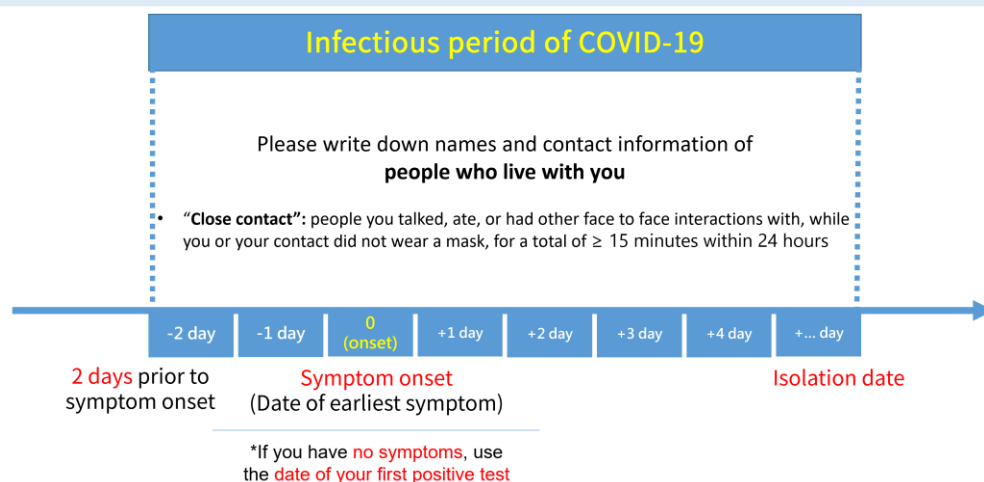 Infectious period of COVID-19
Please write down names and contact information of
people who live with you
• “Close contact”: people you talked, ate, or had other face to face interactions with, while
you or your contact did not wear a mask, for a total of ≥ 15 minutes within 24 hours
-2 day
-1 day
0
(onset)
+1 day
+2 day
+3 day
+4 day
+... day
2 days prior to
symptom onset
Symptom onset
(Date of earliest symptom)
Isolation date
*If you have no symptoms, use
the date of your first positive test